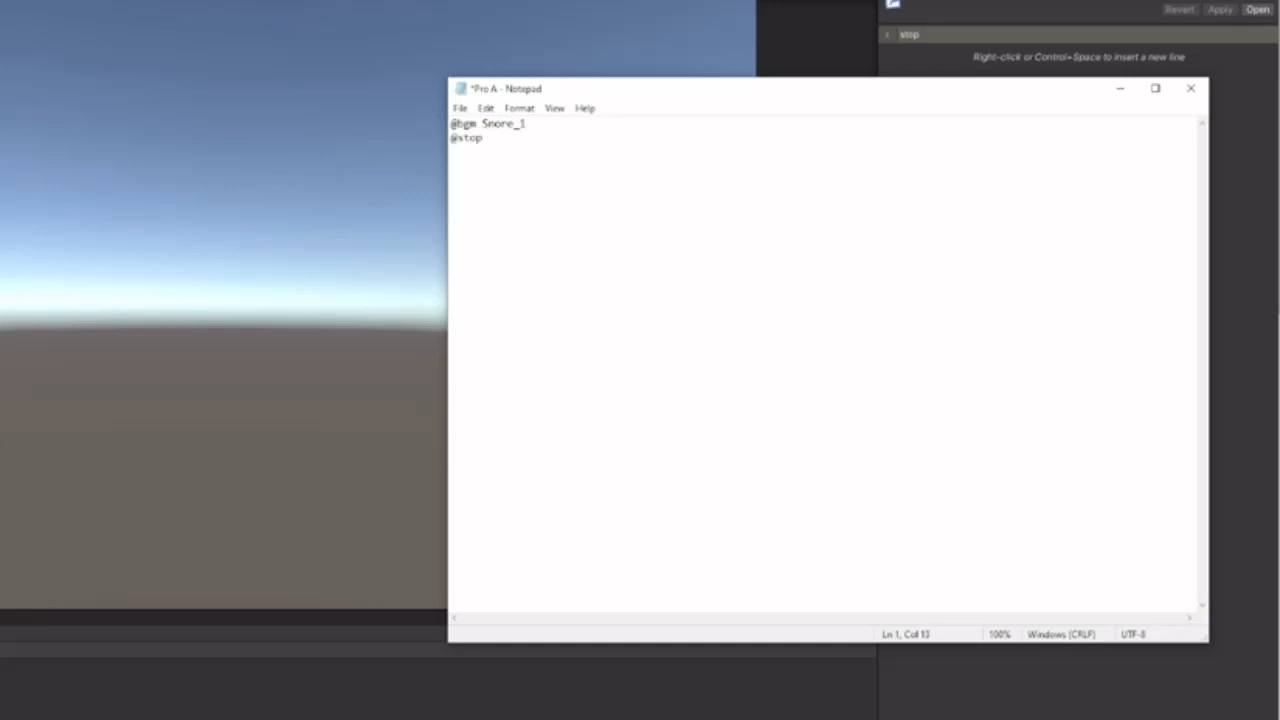 Revert Apply Open
stop
Right-click or Control+Space to insert a new line
*Pro A - Notepad
File Edit Format View Help
@bgm Snore_1
@stop
Ln 1, Col 13 100% Windows (CRLF) UTF-8